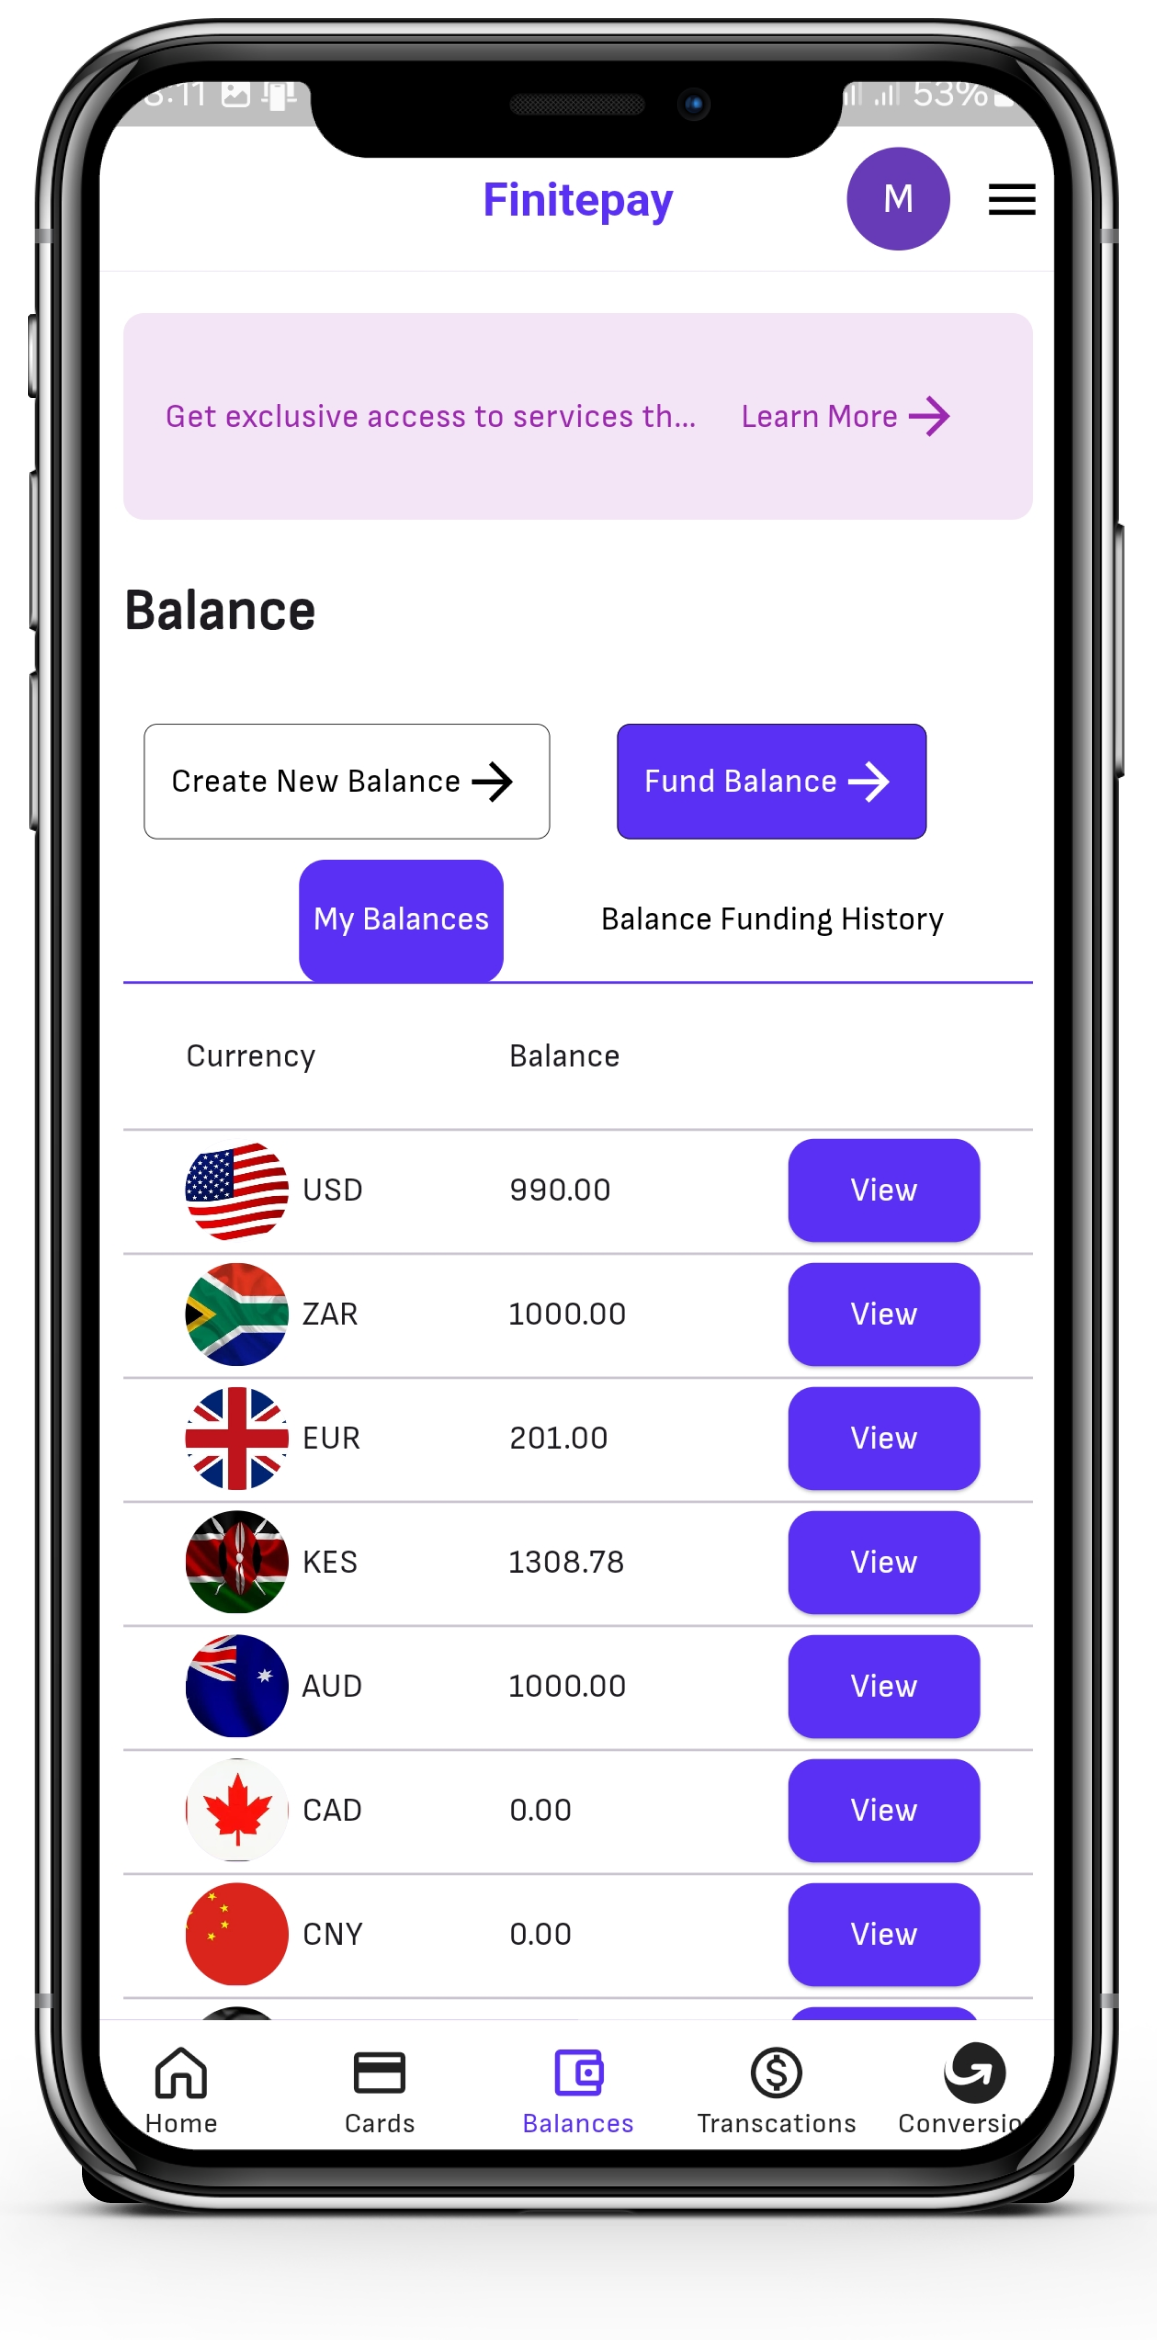 8:11 53%
Finitepay M
Get exclusive access to services th... Learn More
Balance
Create New Balance Fund Balance
My Balances Balance Funding History
Currency Balance
USD 990.00 View
ZAR 1000.00 View
EUR 201.00 View
KES 1308.78 View
AUD 1000.00 View
CAD 0.00 View
CNY 0.00 View
Home Cards Balances Transcations Conversio